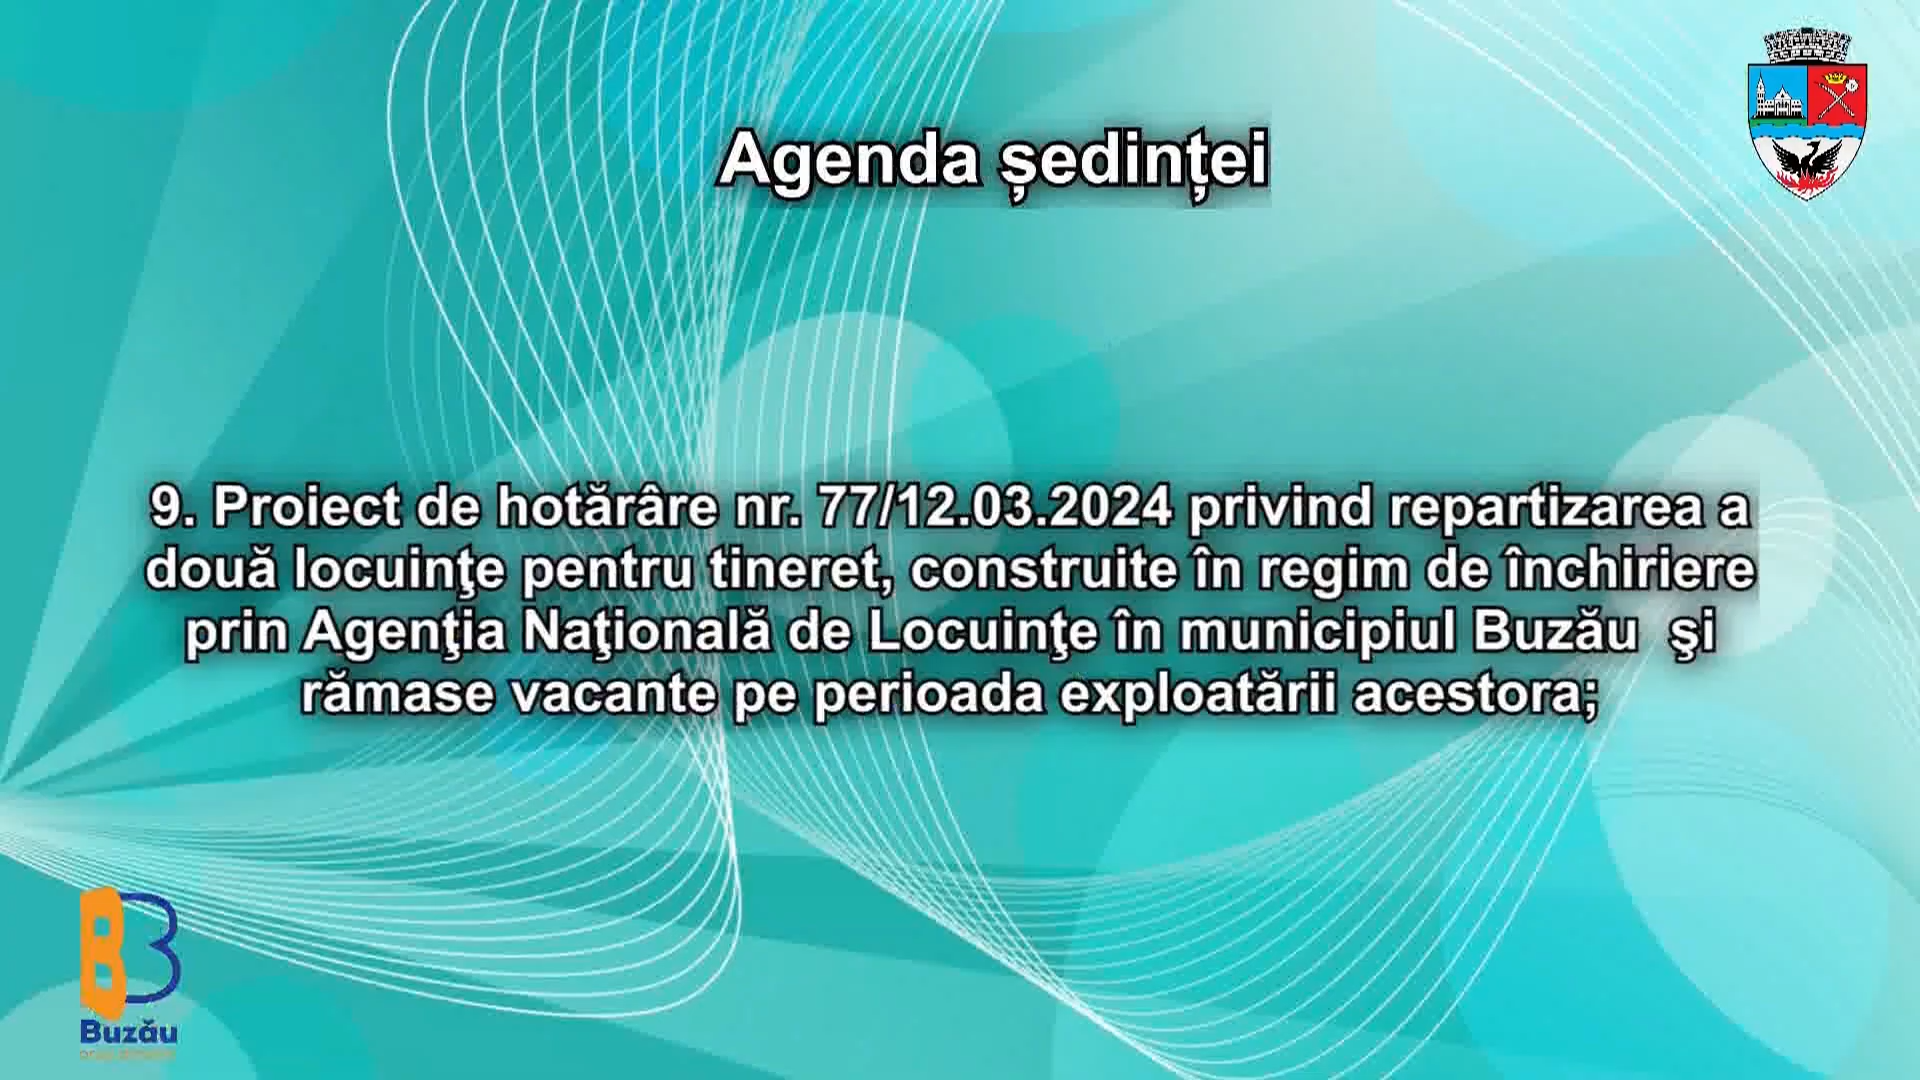 Agenda ședinței
9. Proiect de hotărâre nr. 77/12.03.2024 privind repartizarea a
două locuinţe pentru tineret, construite în regim de închiriere
prin Agenţia Naţională de Locuinţe în municipiul Buzău  şi
rămase vacante pe perioada exploatării acestora;
Buzău